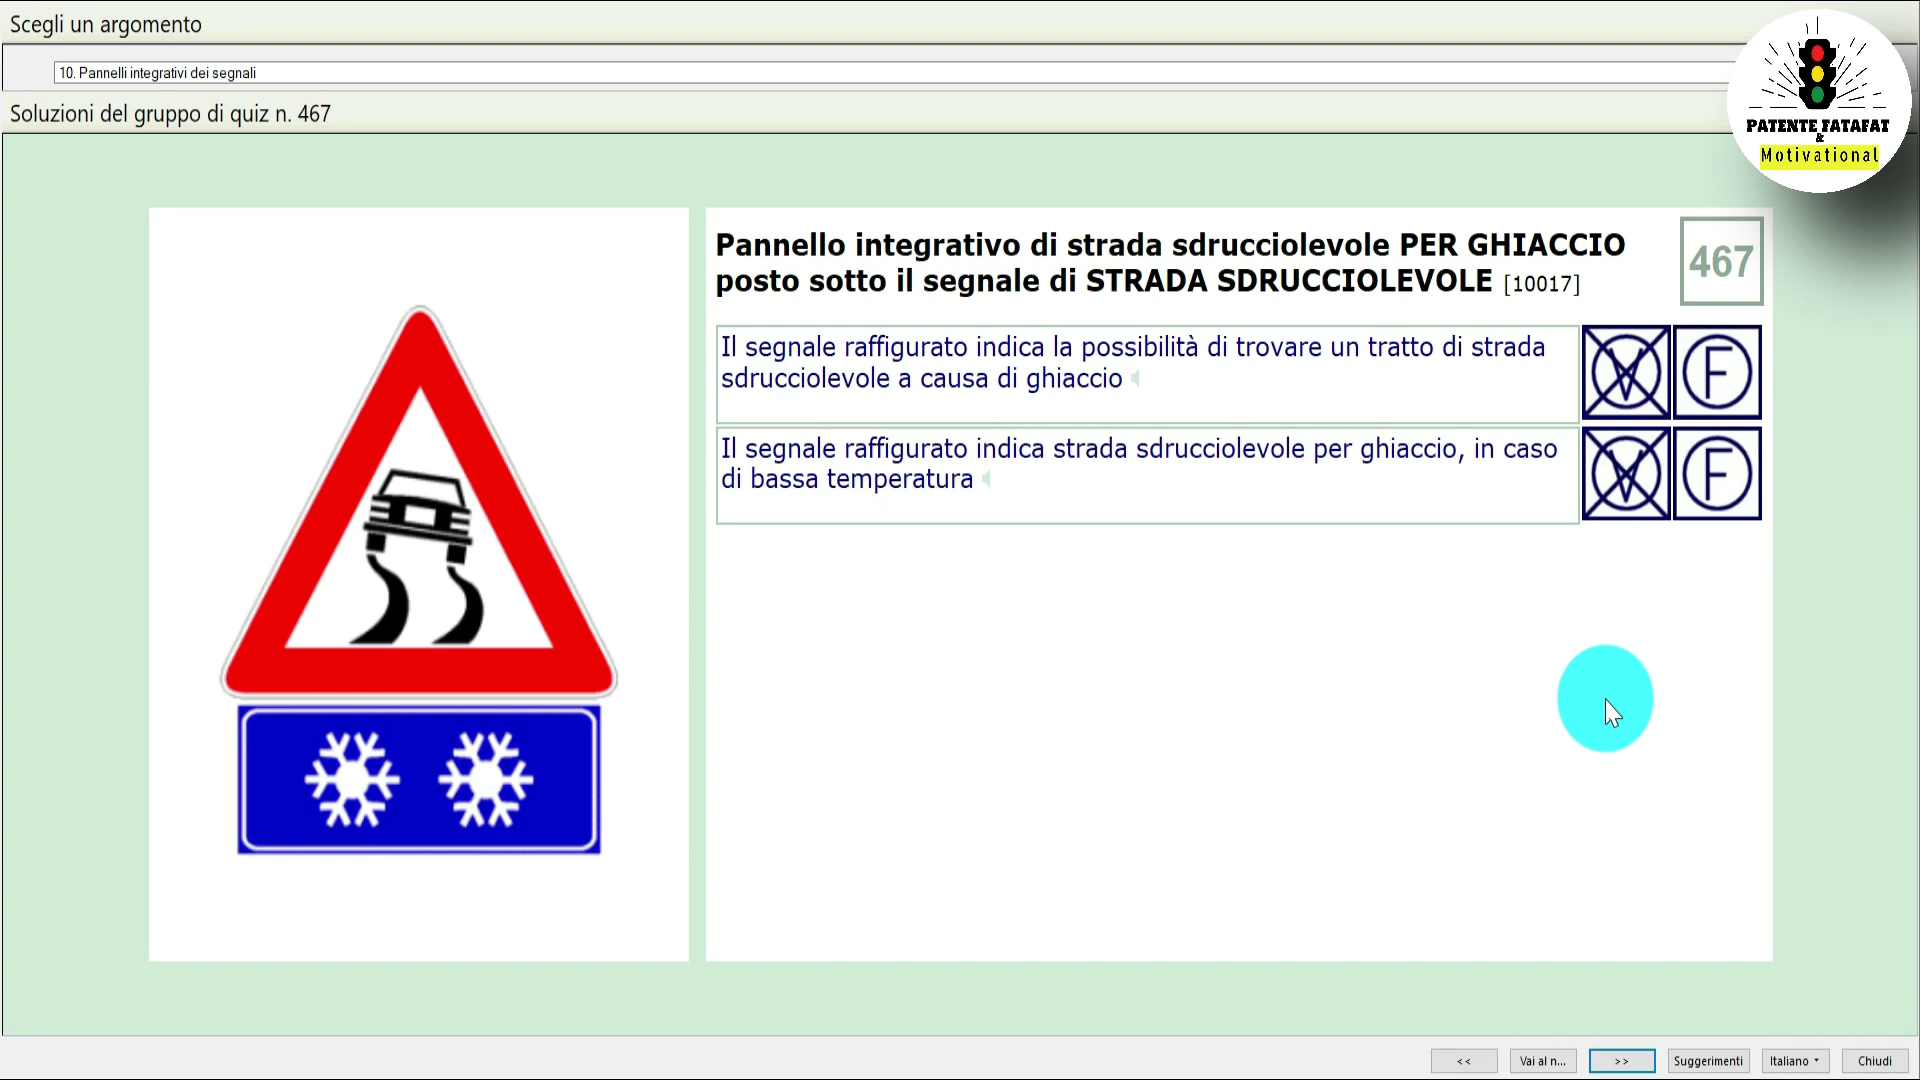 Scegli un argomento
10. Pannelli integrativi dei segnali
Soluzioni del gruppo di quiz n. 467
PATENTE FATAFAT
&
Motivational
Pannello integrativo di strada sdrucciolevole PER GHIACCIO
posto sotto il segnale di STRADA SDRUCCIOLEVOLE [10017]
467
Il segnale raffigurato indica la possibilità di trovare un tratto di strada
sdrucciolevole a causa di ghiaccio
V F
Il segnale raffigurato indica strada sdrucciolevole per ghiaccio, in caso
di bassa temperatura
V F
<< Vai al n... >> Suggerimenti Italiano Chiudi